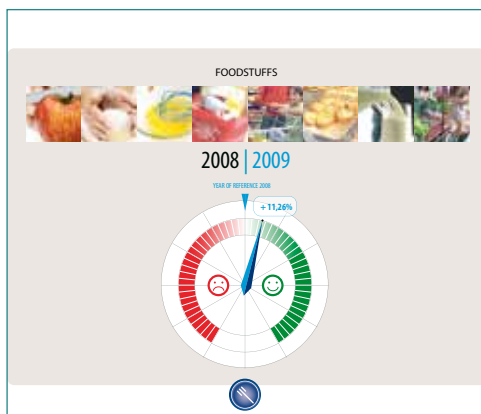 FOODSTUFFS
2008 | 2009
YEAR OF REFERENCE 2008
+ 11,26%